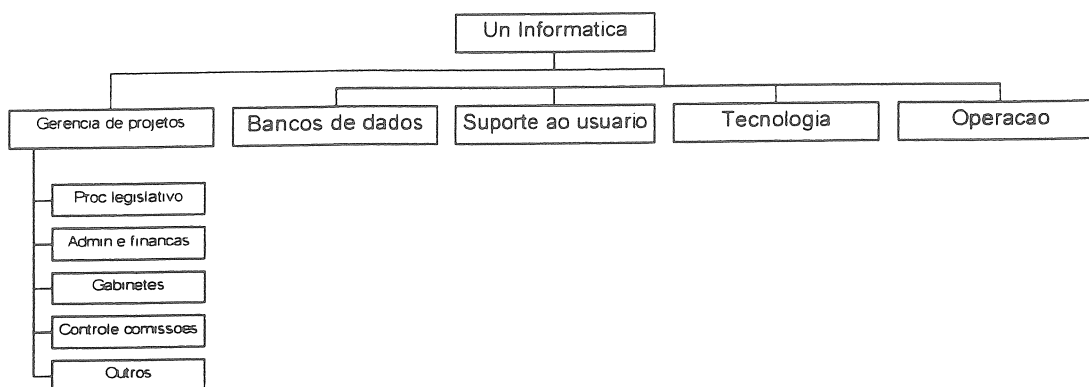 Un Informatica
Gerencia de projetos
Bancos de dados
Suporte ao usuario
Tecnologia
Operacao
Proc legislativo
Admin e financas
Gabinetes
Controle comissoes
Outros